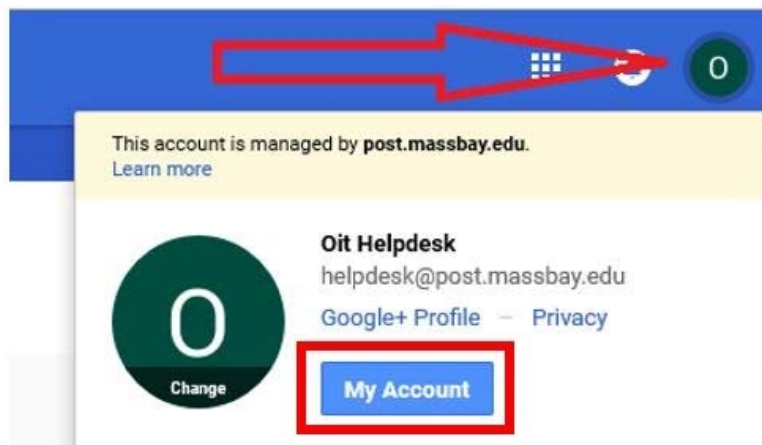 O
This account is managed by post.massbay.edu.
Learn more
O
Change
Oit Helpdesk
helpdesk@post.massbay.edu
Google+ Profile – Privacy
My Account